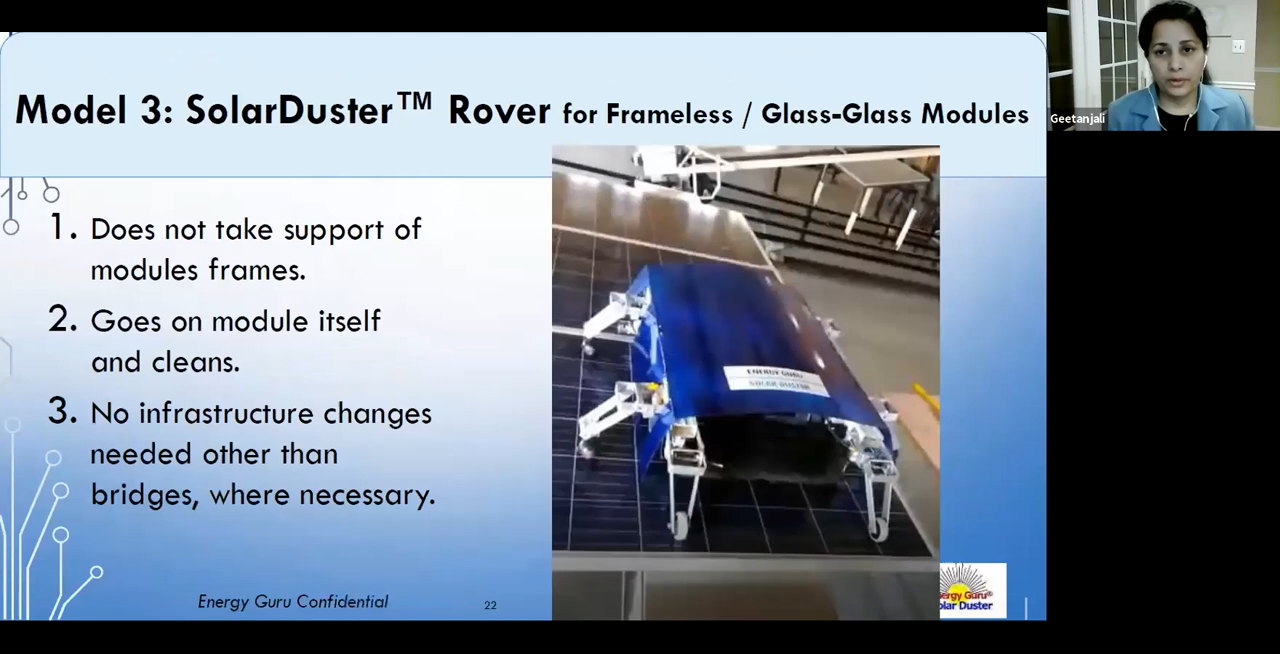 Model 3: SolarDuster™ Rover for Frameless / Glass-Glass Modules
Geetanjali
1. Does not take support of
modules frames.
2. Goes on module itself
and cleans.
3. No infrastructure changes
needed other than
bridges, where necessary.
ENERGY GURU
SOLAR DUSTER
Energy Guru Confidential
22
ergy Guru®
olar Duster